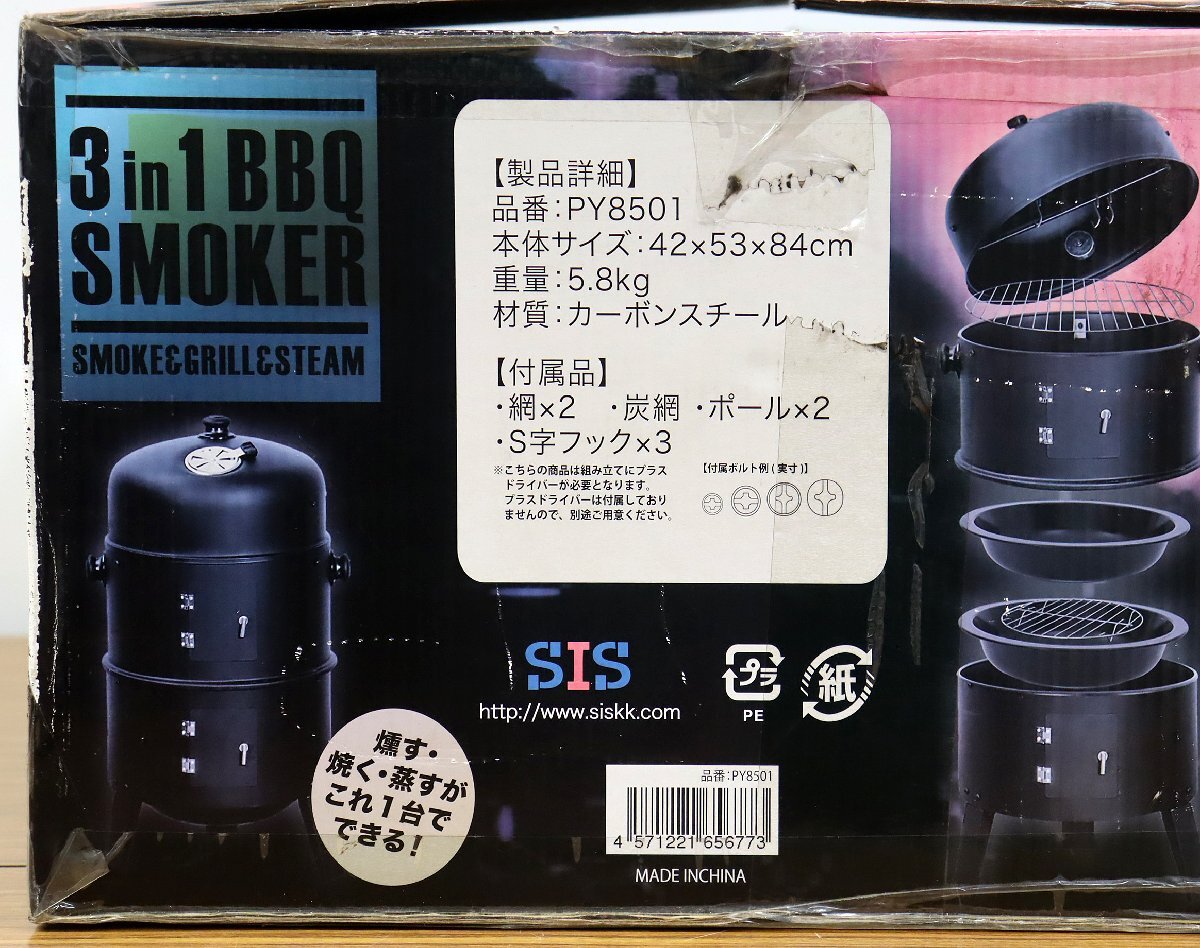 3 in 1 BBQ
SMOKER
SMOKE&GRILL&STEAM
【製品詳細】
品番:PY8501
本体サイズ:42×53×84cm
重量:5.8kg
材質:カーボンスチール
【付属品】
・網×2 ・炭網 ・ポール×2
・S字フック×3
※こちらの商品は組み立てにプラス
ドライバーが必要となります。
プラスドライバーは付属しており
ませんので、別途ご用意ください。
【付属ボルト例(実寸)】
SIS
http://www.siskk.com
プラ
PE
紙
燻す・
焼く・蒸すが
これ1台で
できる!
品番:PY8501
4 571221 656773
MADE INCHINA